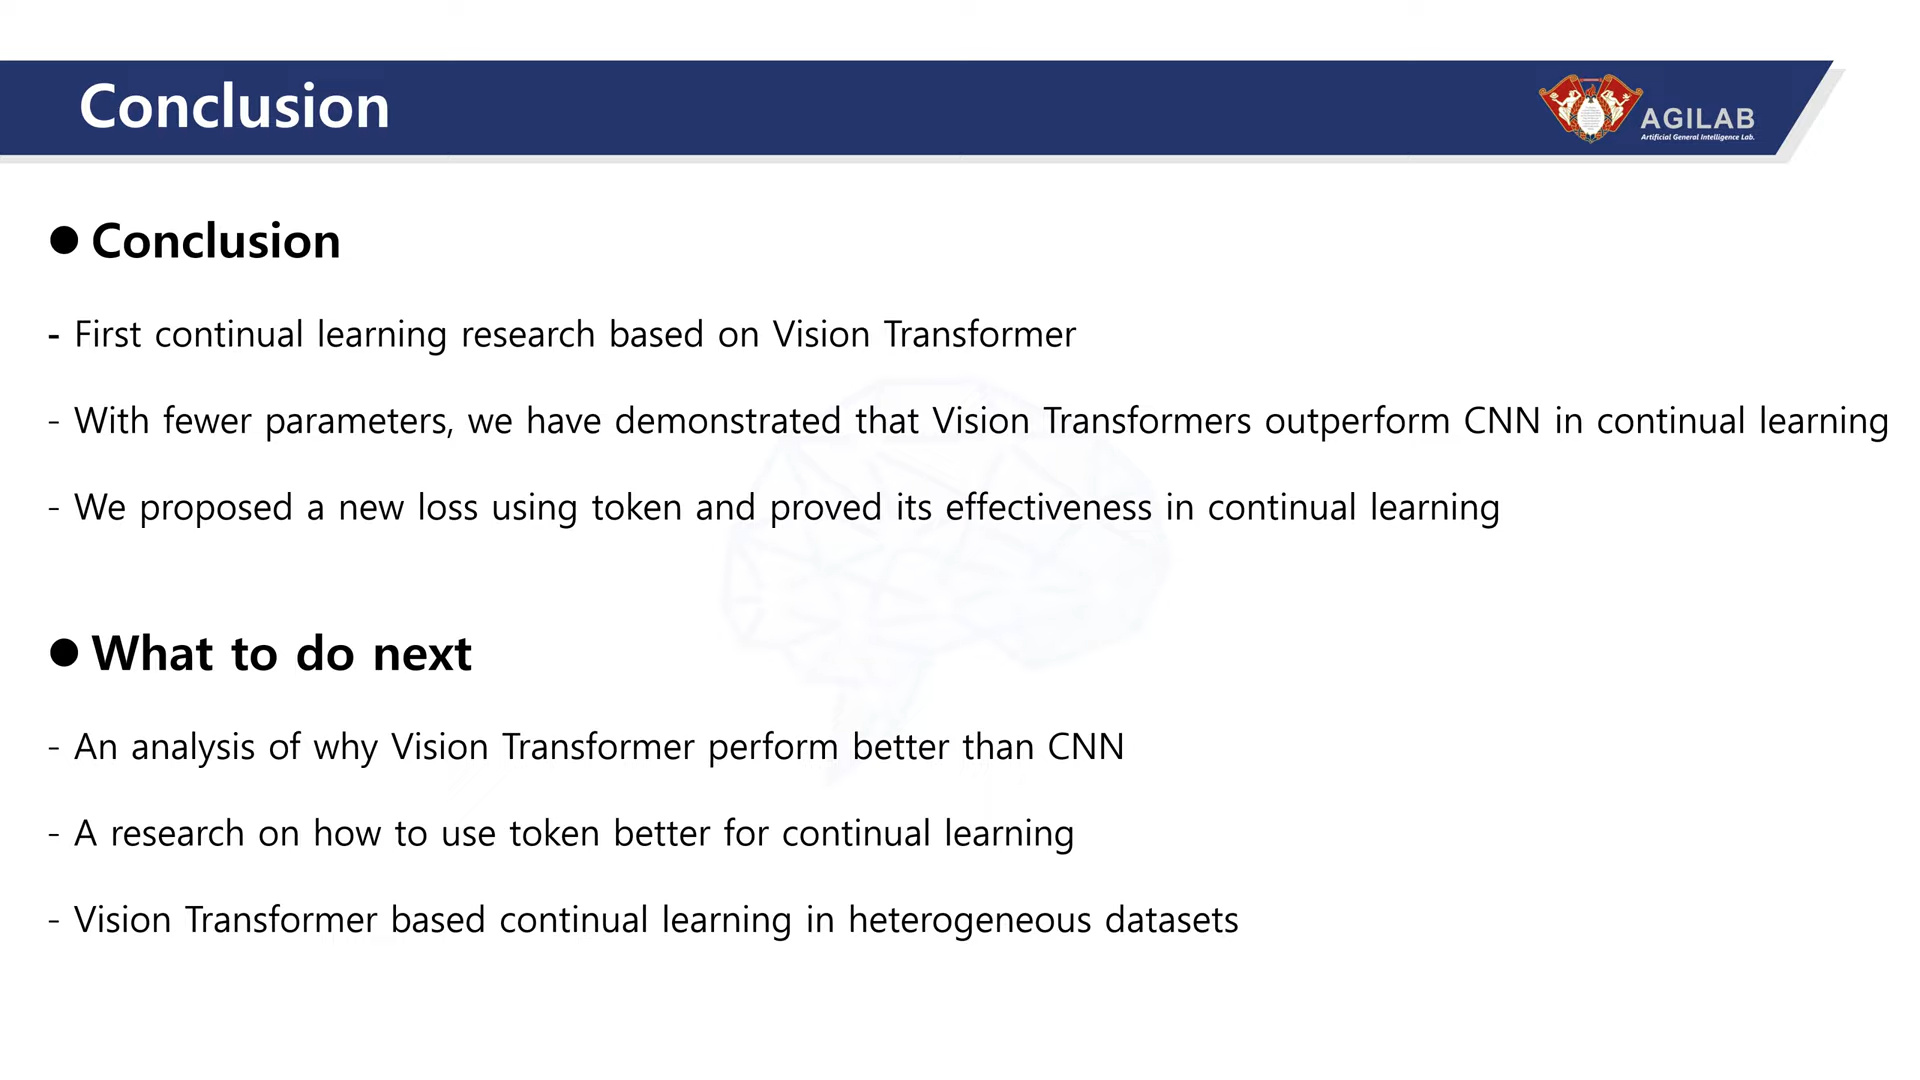 Conclusion
AGILAB
Artificial General Intelligence Lab.
● Conclusion
- First continual learning research based on Vision Transformer
- With fewer parameters, we have demonstrated that Vision Transformers outperform CNN in continual learning
- We proposed a new loss using token and proved its effectiveness in continual learning
● What to do next
- An analysis of why Vision Transformer perform better than CNN
- A research on how to use token better for continual learning
- Vision Transformer based continual learning in heterogeneous datasets